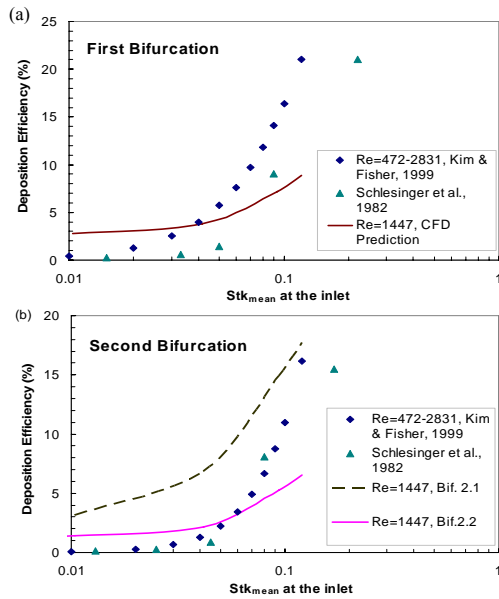 (a)
First Bifurcation
Deposition Efficiency (%)
25
20
15
10
5
0
0.01
0.1
1
Stkmean at the inlet
Re=472-2831, Kim &
Fisher, 1999
Schlesinger et al.,
1982
Re=1447, CFD
Prediction
(b)
Second Bifurcation
Deposition Efficiency (%)
20
15
10
5
0
0.01
0.1
1
Stkmean at the inlet
Re=472-2831, Kim
& Fisher, 1999
Schlesinger et al.,
1982
Re=1447, Bif. 2.1
Re=1447, Bif.2.2